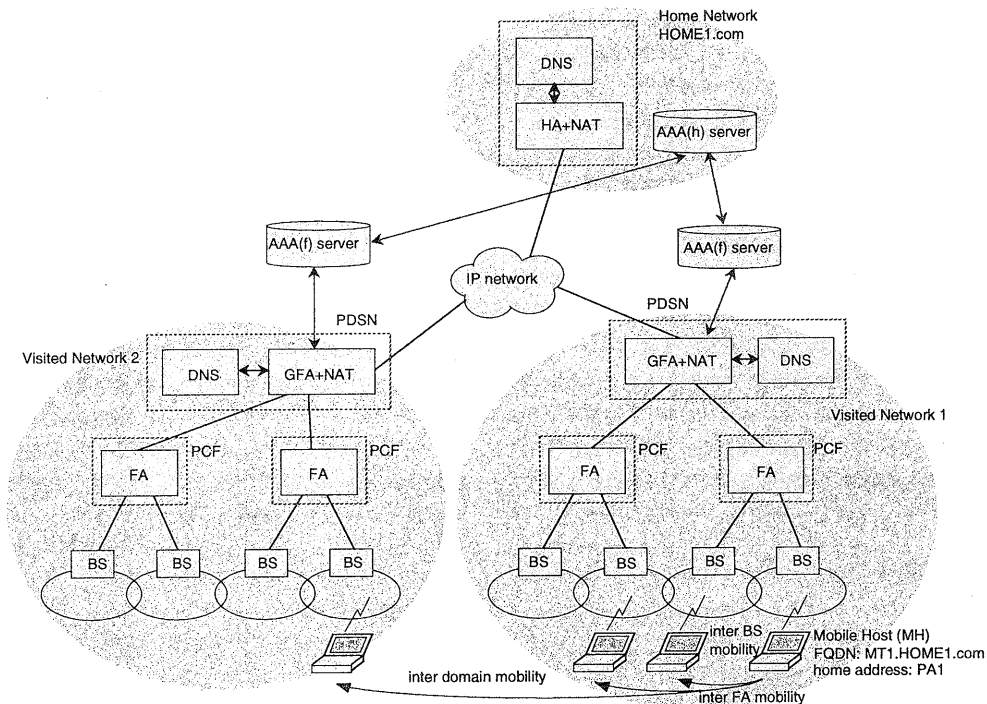 Home Network
HOME1.com
DNS
HA+NAT
AAA(h) server
AAA(f) server
AAA(f) server
IP network
PDSN
PDSN
Visited Network 2
DNS
GFA+NAT
GFA+NAT
DNS
Visited Network 1
PCF
PCF
PCF
PCF
FA
FA
FA
FA
BS
BS
BS
BS
BS
BS
BS
BS
inter BS
mobility
Mobile Host (MH)
FQDN: MT1.HOME1.com
home address: PA1
inter domain mobility
inter FA mobility